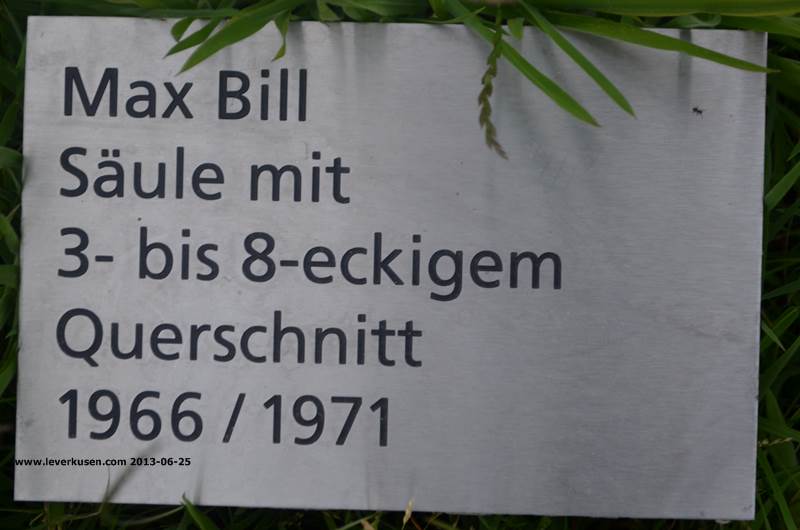 Max Bill
Säule mit
3- bis 8-eckigem
Querschnitt
1966 / 1971
www.leverkusen.com 2013-06-25